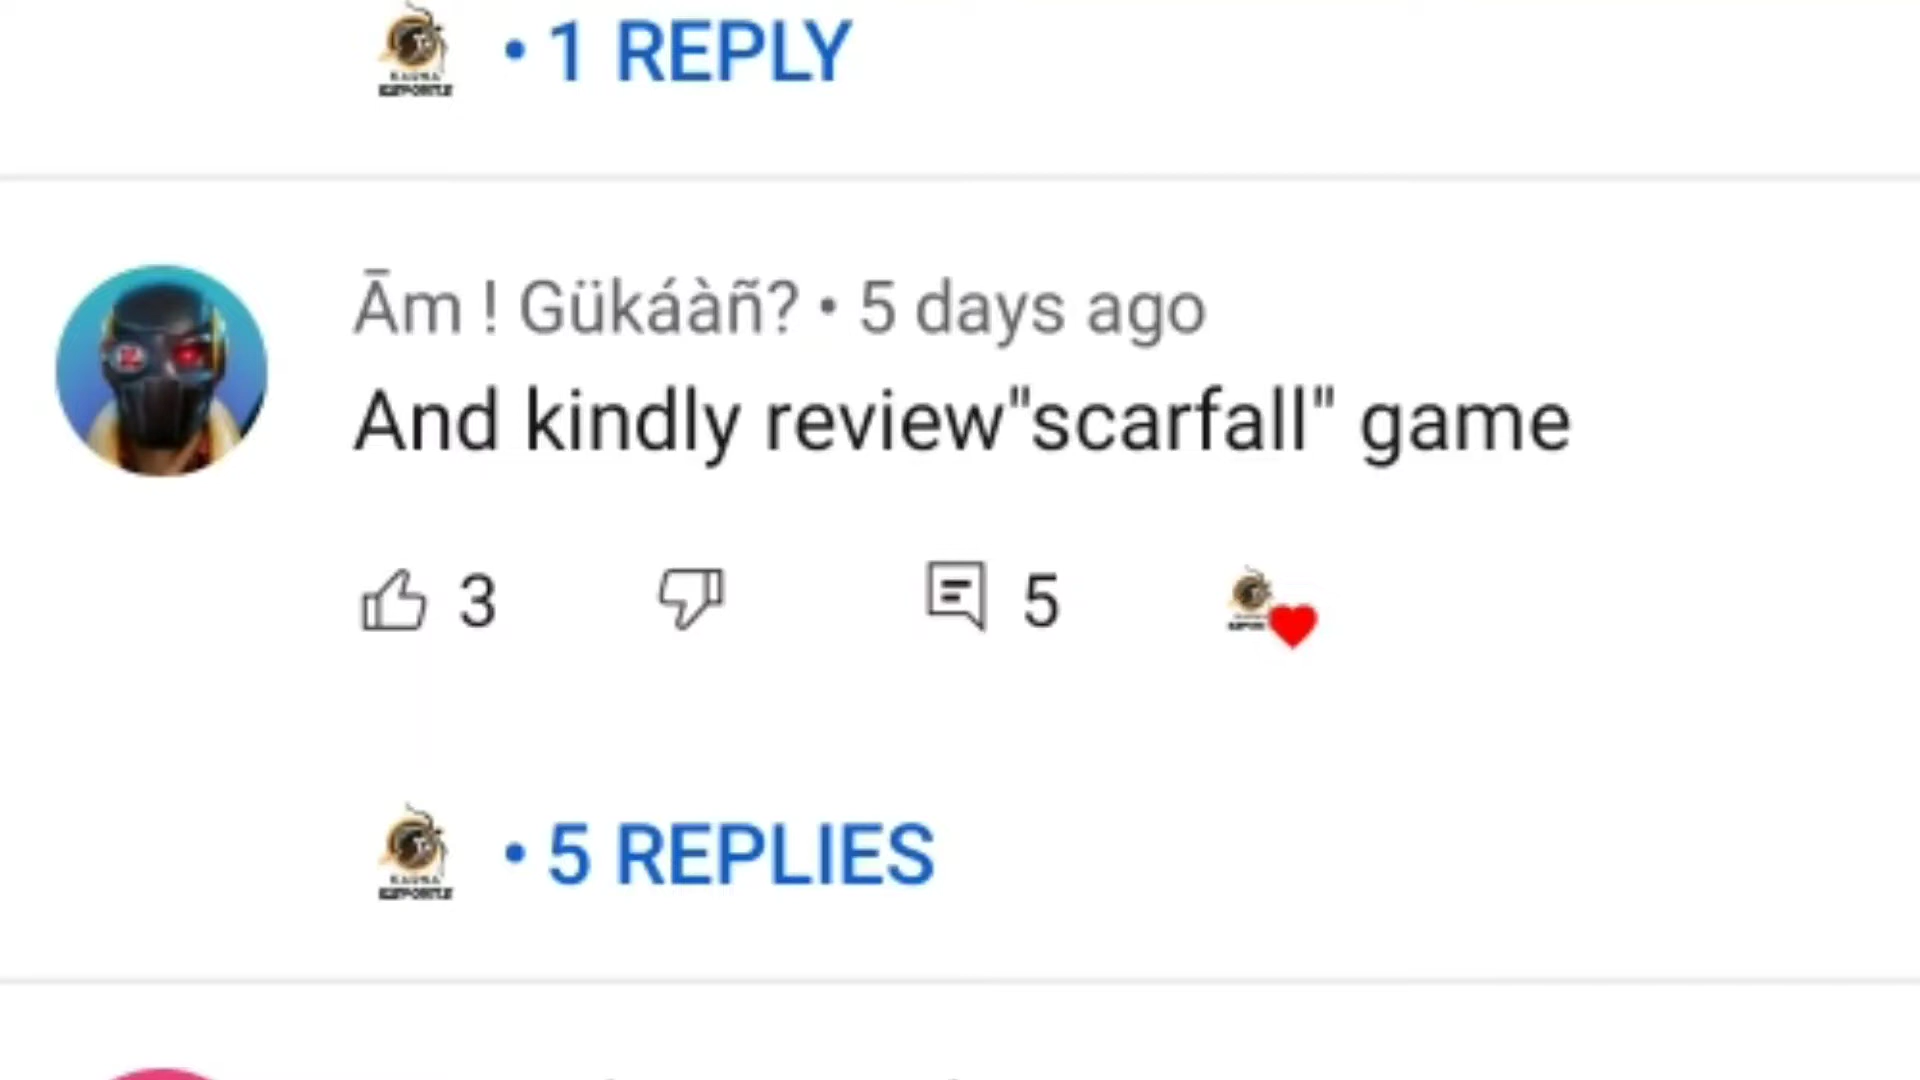 • 1 REPLY
Ām ! Gükáàñ? • 5 days ago
And kindly review"scarfall" game
3
5
• 5 REPLIES